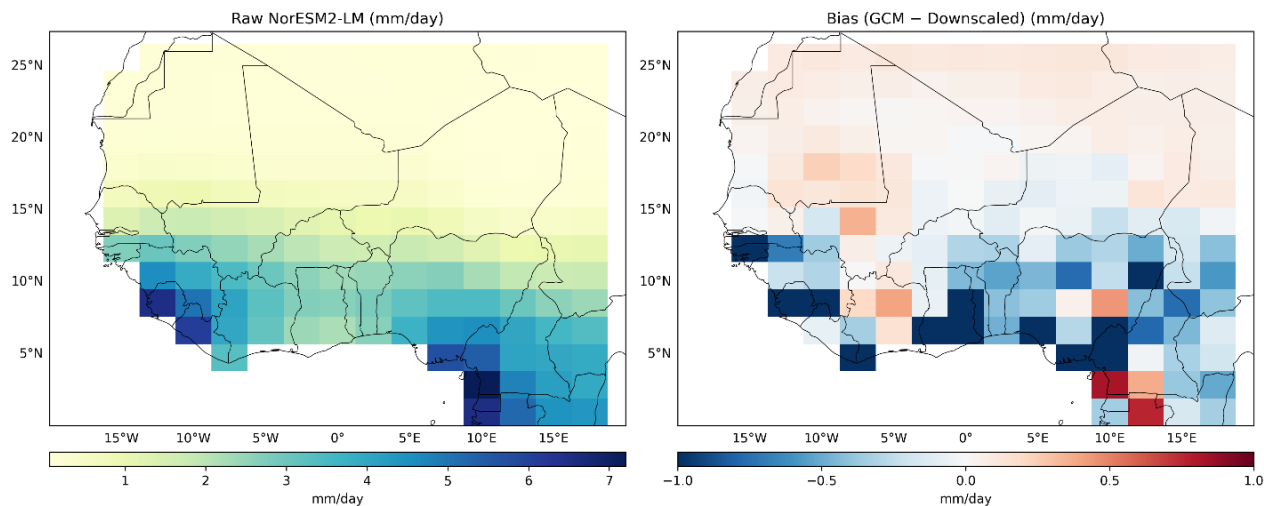 Raw NorESM2-LM (mm/day)
25°N
20°N
15°N
10°N
5°N
15°W 10°W 5°W 0° 5°E 10°E 15°E
1 2 3 4 5 6 7
mm/day
Bias (GCM − Downscaled) (mm/day)
25°N
20°N
15°N
10°N
5°N
15°W 10°W 5°W 0° 5°E 10°E 15°E
−1.0 −0.5 0.0 0.5 1.0
mm/day